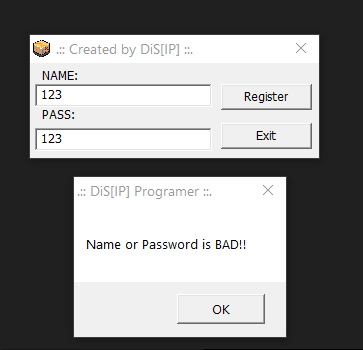 .:: Created by DiS[IP] ::.
NAME:
123
Register
PASS:
123
Exit
.:: DiS[IP] Programer ::.
Name or Password is BAD!!
OK